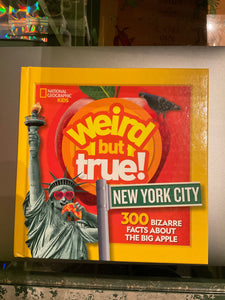 NATIONAL
GEOGRAPHIC
KiDS
weird
but
true!
NEW YORK CITY
300 BIZARRE
FACTS ABOUT
THE BIG APPLE